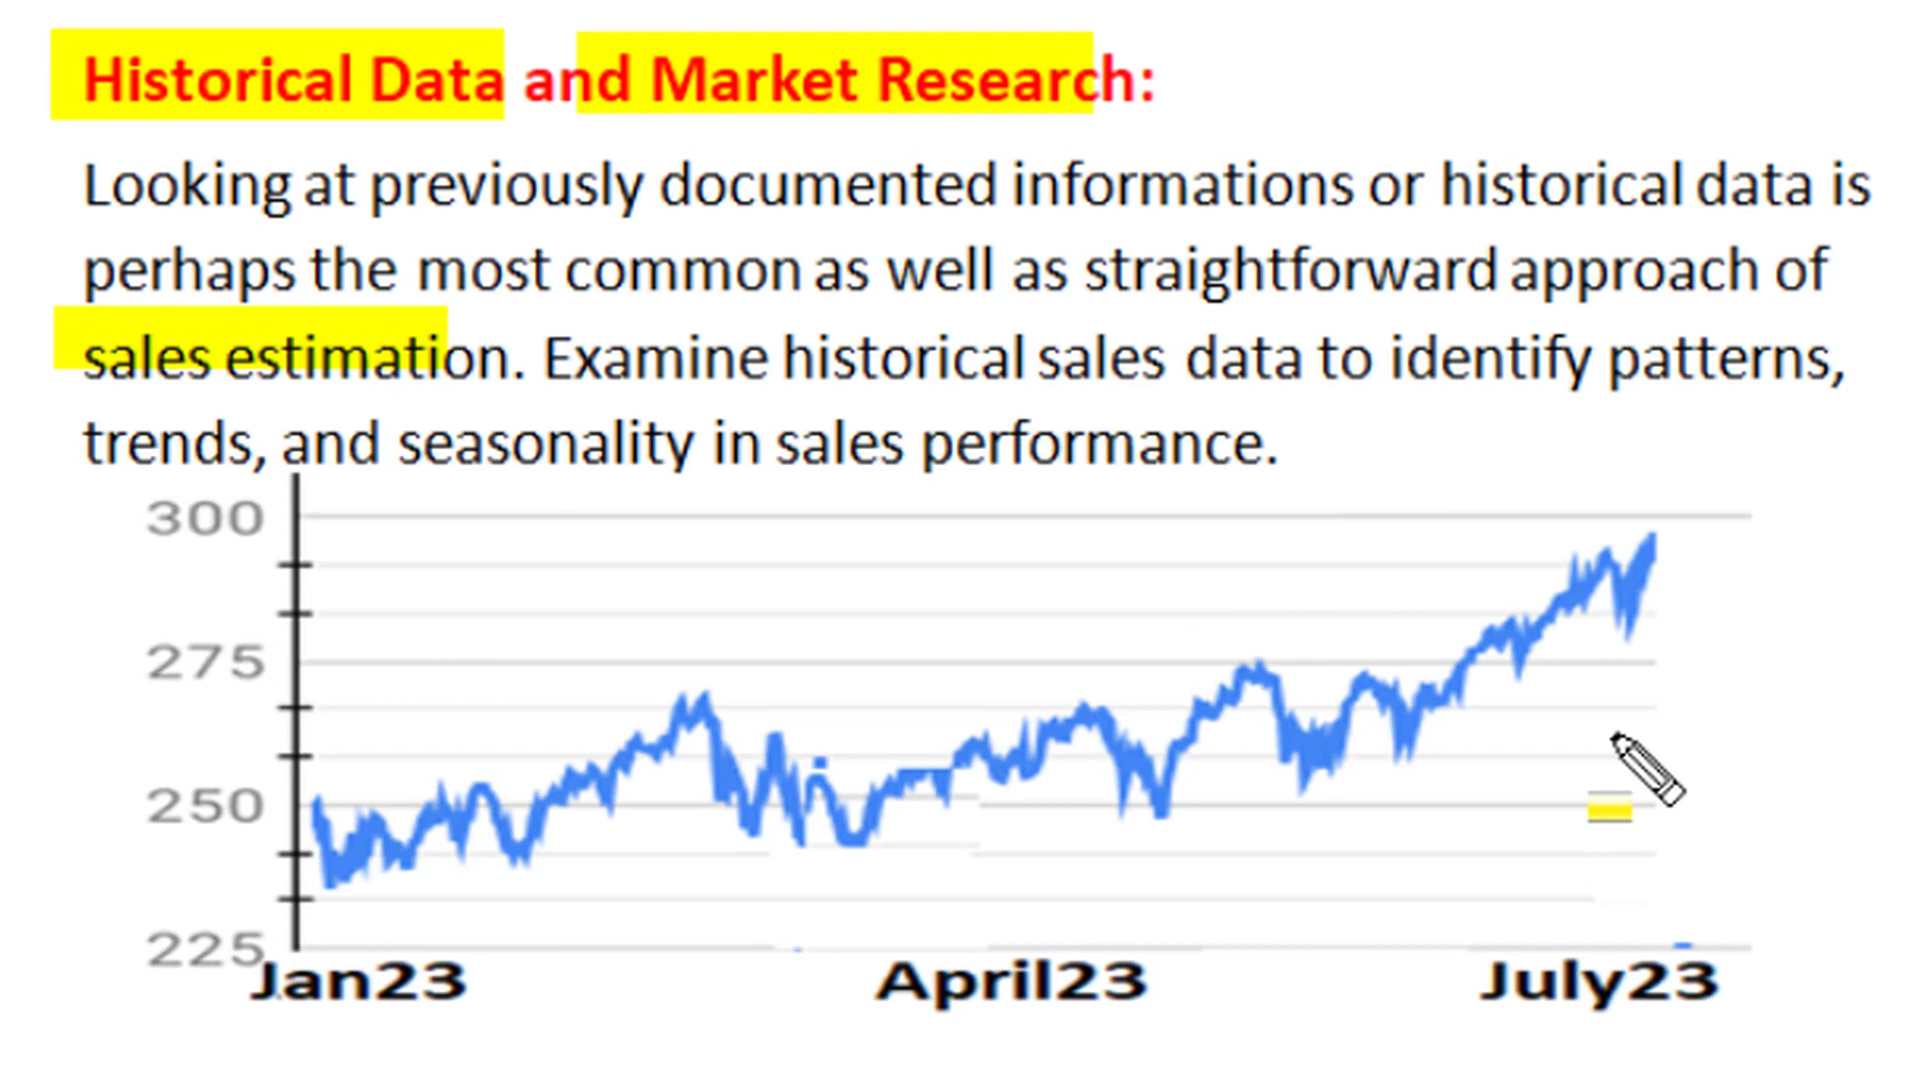 Historical Data and Market Research:
Looking at previously documented informations or historical data is
perhaps the most common as well as straightforward approach of
sales estimation. Examine historical sales data to identify patterns,
trends, and seasonality in sales performance.
300
275
250
225
Jan23 April23 July23